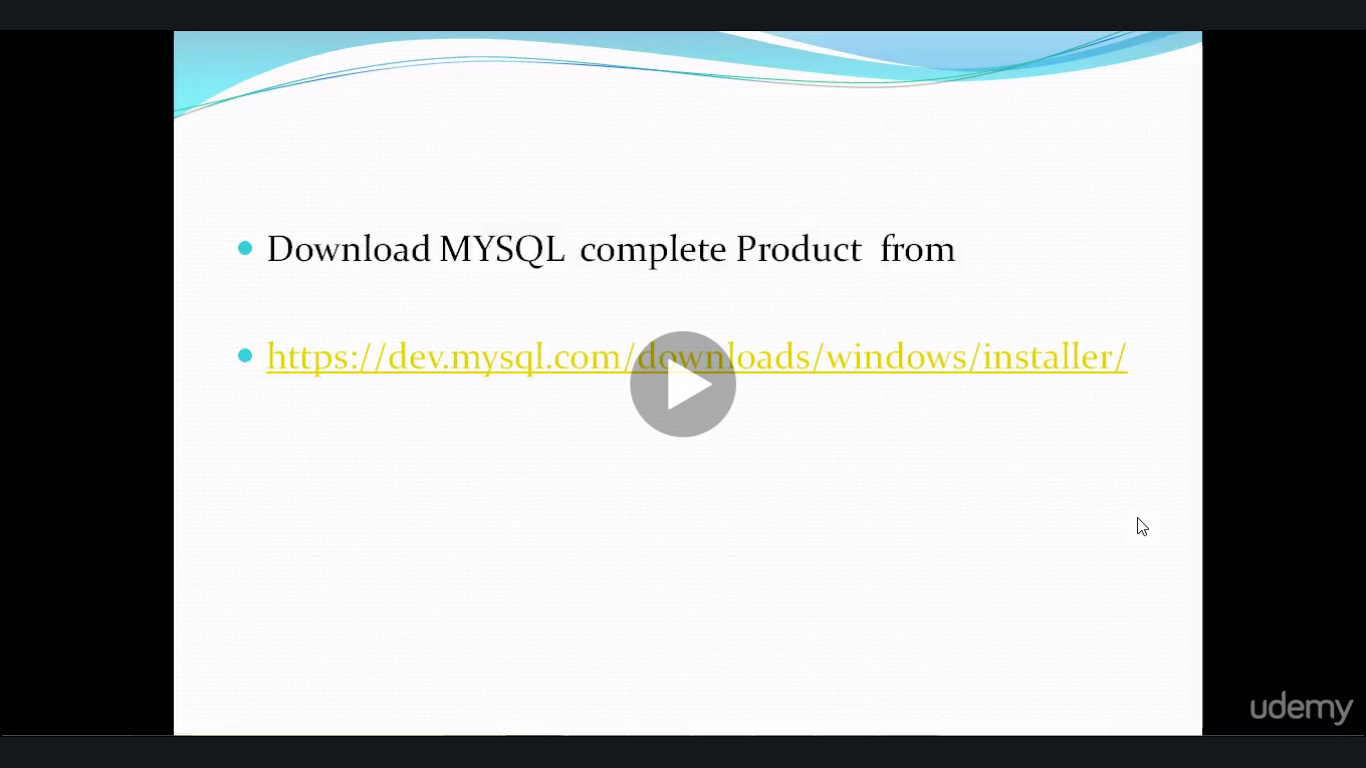 Download MYSQL complete Product from
https://dev.mysql.com/downloads/windows/installer/
udemy